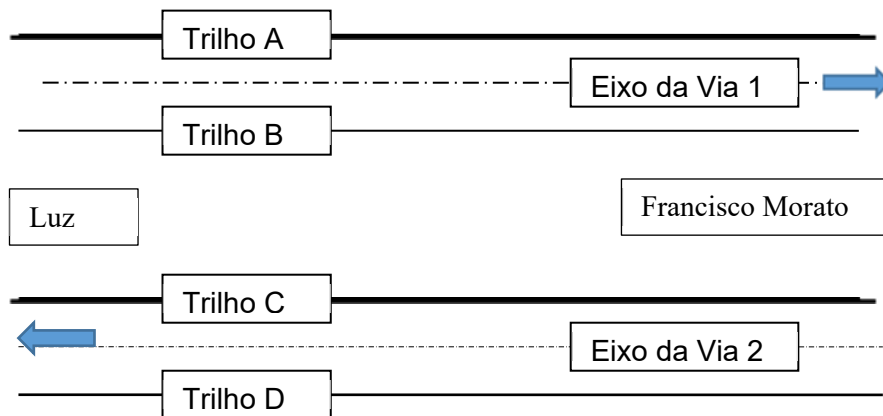 Trilho A
Eixo da Via 1
Trilho B
Luz
Francisco Morato
Trilho C
Eixo da Via 2
Trilho D